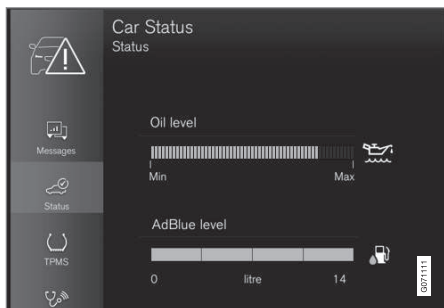 Car Status
Status
Messages
Status
TPMS
Oil level
Min Max
AdBlue level
0 litre 14
G071111